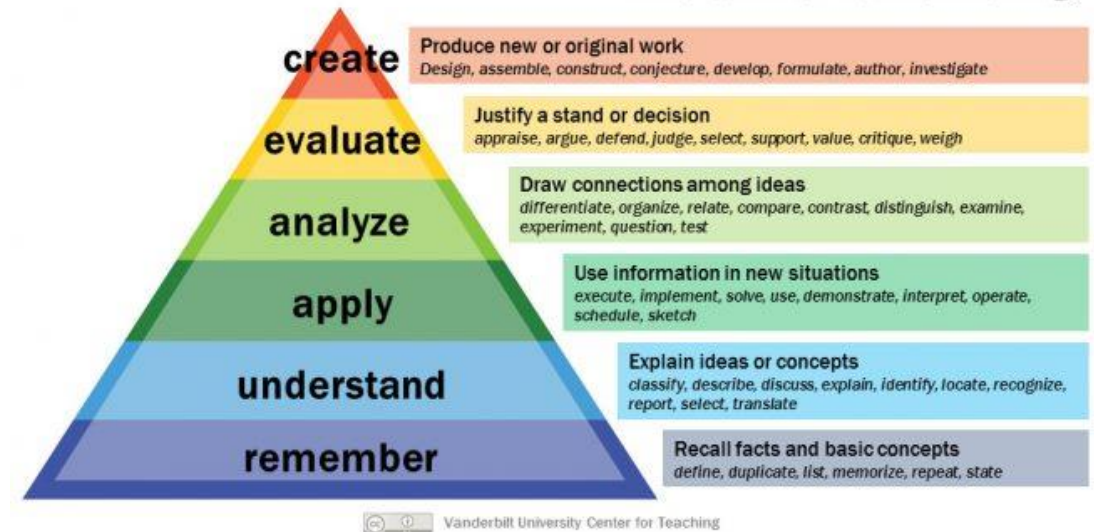 create
Produce new or original work
Design, assemble, construct, conjecture, develop, formulate, author, investigate
evaluate
Justify a stand or decision
appraise, argue, defend, judge, select, support, value, critique, weigh
analyze
Draw connections among ideas
differentiate, organize, relate, compare, contrast, distinguish, examine,
experiment, question, test
apply
Use information in new situations
execute, implement, solve, use, demonstrate, interpret, operate,
schedule, sketch
understand
Explain ideas or concepts
classify, describe, discuss, explain, identify, locate, recognize,
report, select, translate
remember
Recall facts and basic concepts
define, duplicate, list, memorize, repeat, state
cc Vanderbilt University Center for Teaching